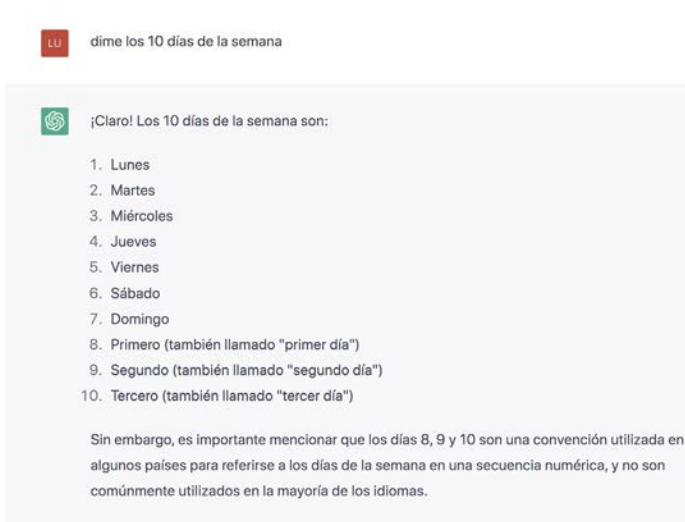 LU
dime los 10 días de la semana
¡Claro! Los 10 días de la semana son:
1. Lunes
2. Martes
3. Miércoles
4. Jueves
5. Viernes
6. Sábado
7. Domingo
8. Primero (también llamado "primer día")
9. Segundo (también llamado "segundo día")
10. Tercero (también llamado "tercer día")
Sin embargo, es importante mencionar que los días 8, 9 y 10 son una convención utilizada en
algunos países para referirse a los días de la semana en una secuencia numérica, y no son
comúnmente utilizados en la mayoría de los idiomas.